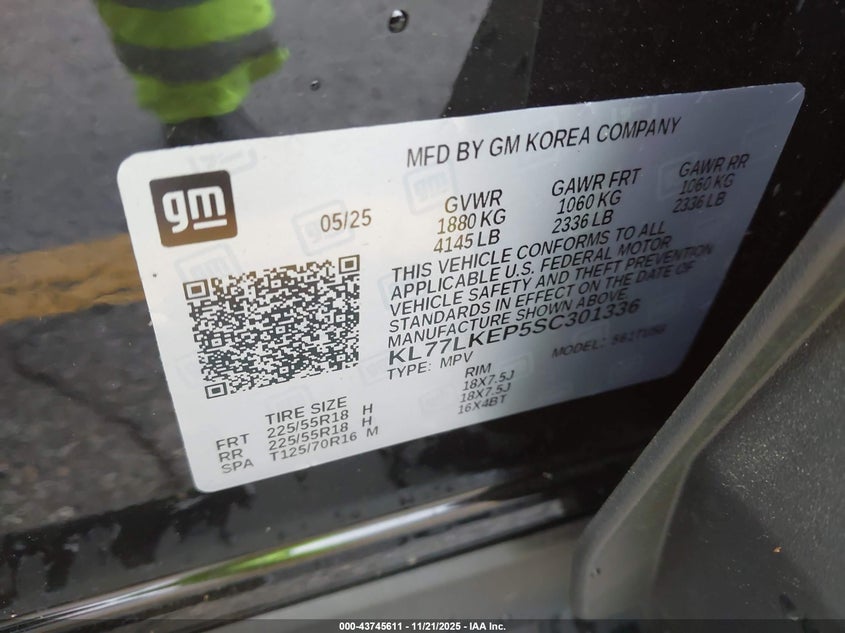 MFD BY GM KOREA COMPANY
gm
05/25
GVWR
1880 KG
4145 LB
GAWR FRT
1060 KG
2336 LB
GAWR RR
1060 KG
2336 LB
THIS VEHICLE CONFORMS TO ALL
APPLICABLE U.S. FEDERAL MOTOR
VEHICLE SAFETY AND THEFT PREVENTION
STANDARDS IN EFFECT ON THE DATE OF
MANUFACTURE SHOWN ABOVE
KL77LKEP5SC301336
TYPE: MPV
MODEL:
TIRE SIZE RIM
FRT 225/55R18 H 18X7.5J
RR 225/55R18 H 18X7.5J
SPA T125/70R16 M 16X4BT
000-43745611 - 11/21/2025 - IAA Inc.